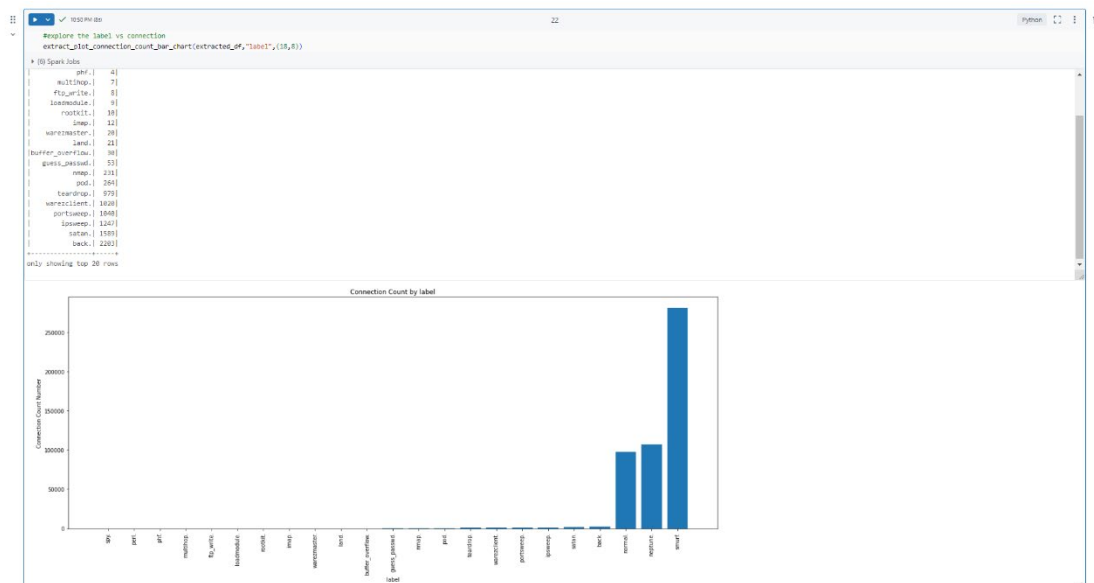 10:50 PM (6s)
22
Python
#explore the label vs connection
extract_plot_connection_count_bar_chart(extracted_df,"label",(18,8))
(6) Spark Jobs
| phf.| 4|
| multihop.| 7|
| ftp_write.| 8|
| loadmodule.| 9|
| rootkit.| 10|
| imap.| 12|
| warezmaster.| 20|
| land.| 21|
|buffer_overflow.| 30|
| guess_passwd.| 53|
| nmap.| 231|
| pod.| 264|
| teardrop.| 979|
| warezclient.| 1020|
| portsweep.| 1040|
| ipsweep.| 1247|
| satan.| 1589|
| back.| 2203|
+----------------+-----+
only showing top 20 rows
Connection Count by label
Connection Count Number
250000
200000
150000
100000
50000
0
spy.
perl.
phf.
multihop.
ftp_write.
loadmodule.
rootkit.
imap.
warezmaster.
land.
buffer_overflow.
guess_passwd.
nmap.
pod.
teardrop.
warezclient.
portsweep.
ipsweep.
satan.
back.
normal.
neptune.
smurf.
label